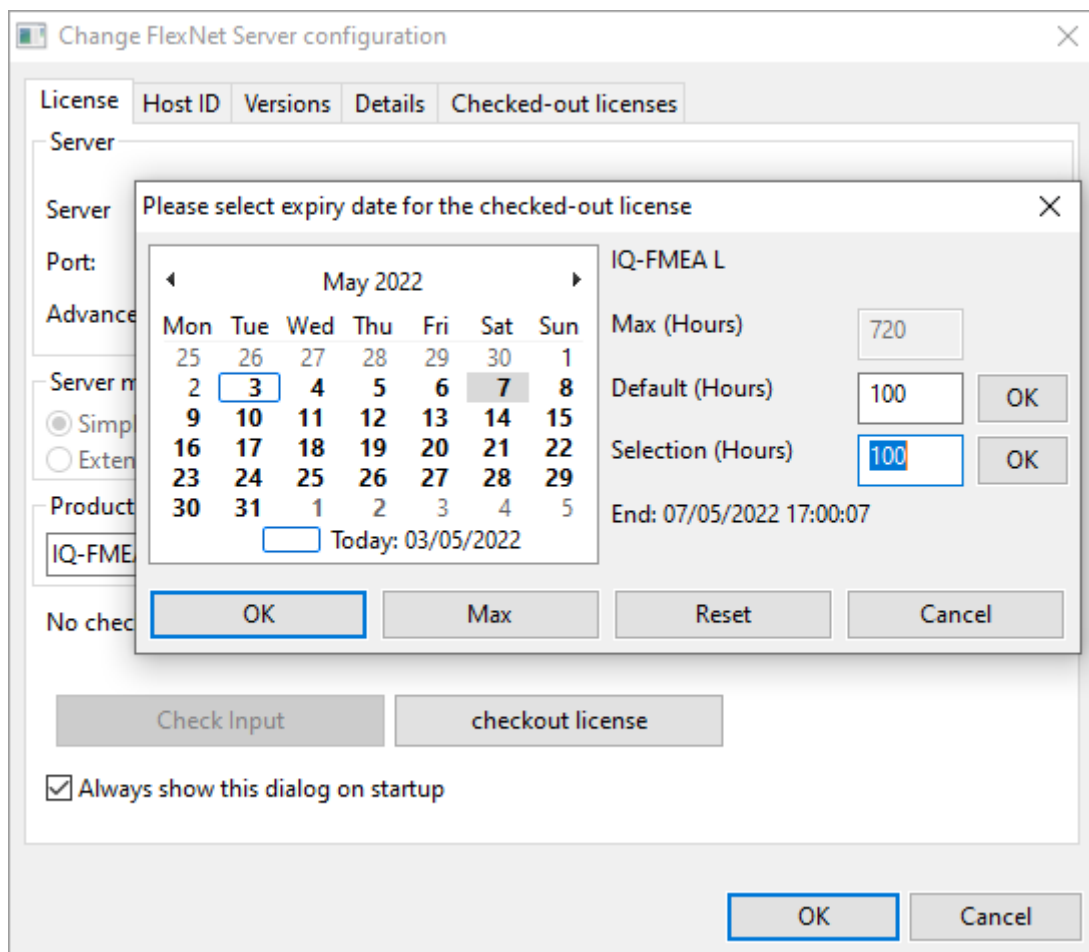 Change FlexNet Server configuration
License Host ID Versions Details Checked-out licenses
Server
Server
Port:
Please select expiry date for the checked-out license
May 2022
Mon Tue Wed Thu Fri Sat Sun
25 26 27 28 29 30 1
2 3 4 5 6 7 8
9 10 11 12 13 14 15
16 17 18 19 20 21 22
23 24 25 26 27 28 29
30 31 1 2 3 4 5
Today: 03/05/2022
IQ-FMEA L
Max (Hours) 720
Default (Hours) 100 OK
Selection (Hours) 100 OK
End: 07/05/2022 17:00:07
OK Max Reset Cancel
Advance
Server m
Simpl
Exten
Product
IQ-FME
No chec
Check Input checkout license
Always show this dialog on startup
OK Cancel